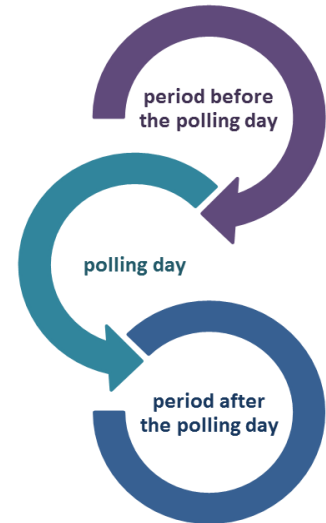 period before
the polling day
polling day
period after
the polling day